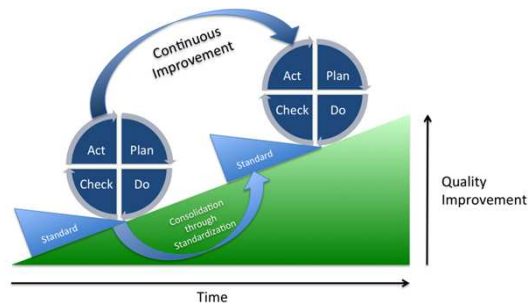 Continuous
Improvement
Act
Plan
Check
Do
Act
Plan
Check
Do
Standard
Standard
Consolidation
through
Standardization
Quality
Improvement
Time